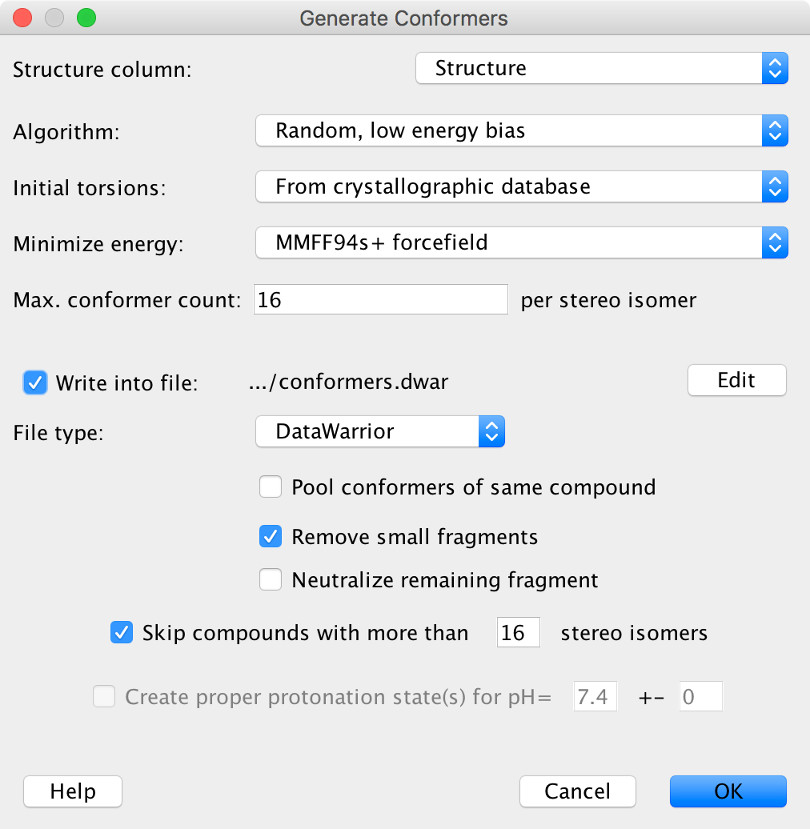 Generate Conformers
Structure column: Structure
Algorithm: Random, low energy bias
Initial torsions: From crystallographic database
Minimize energy: MMFF94s+ forcefield
Max. conformer count: 16 per stereo isomer
Write into file: .../conformers.dwar Edit
File type: DataWarrior
Pool conformers of same compound
Remove small fragments
Neutralize remaining fragment
Skip compounds with more than 16 stereo isomers
Create proper protonation state(s) for pH= 7.4 +- 0
Help Cancel OK